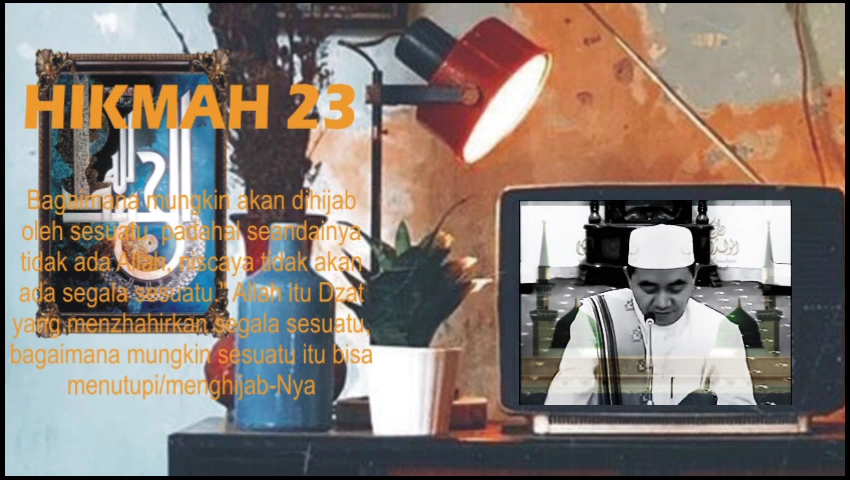 HIKMAH 23
Bagaimana mungkin akan dihijab
oleh sesuatu, padahal seandainya
tidak ada Allah, niscaya tidak akan
ada segala sesuatu." Allah itu Dzat
yang menzhahirkan segala sesuatu,
bagaimana mungkin sesuatu itu bisa
menutupi/menghijab-Nya